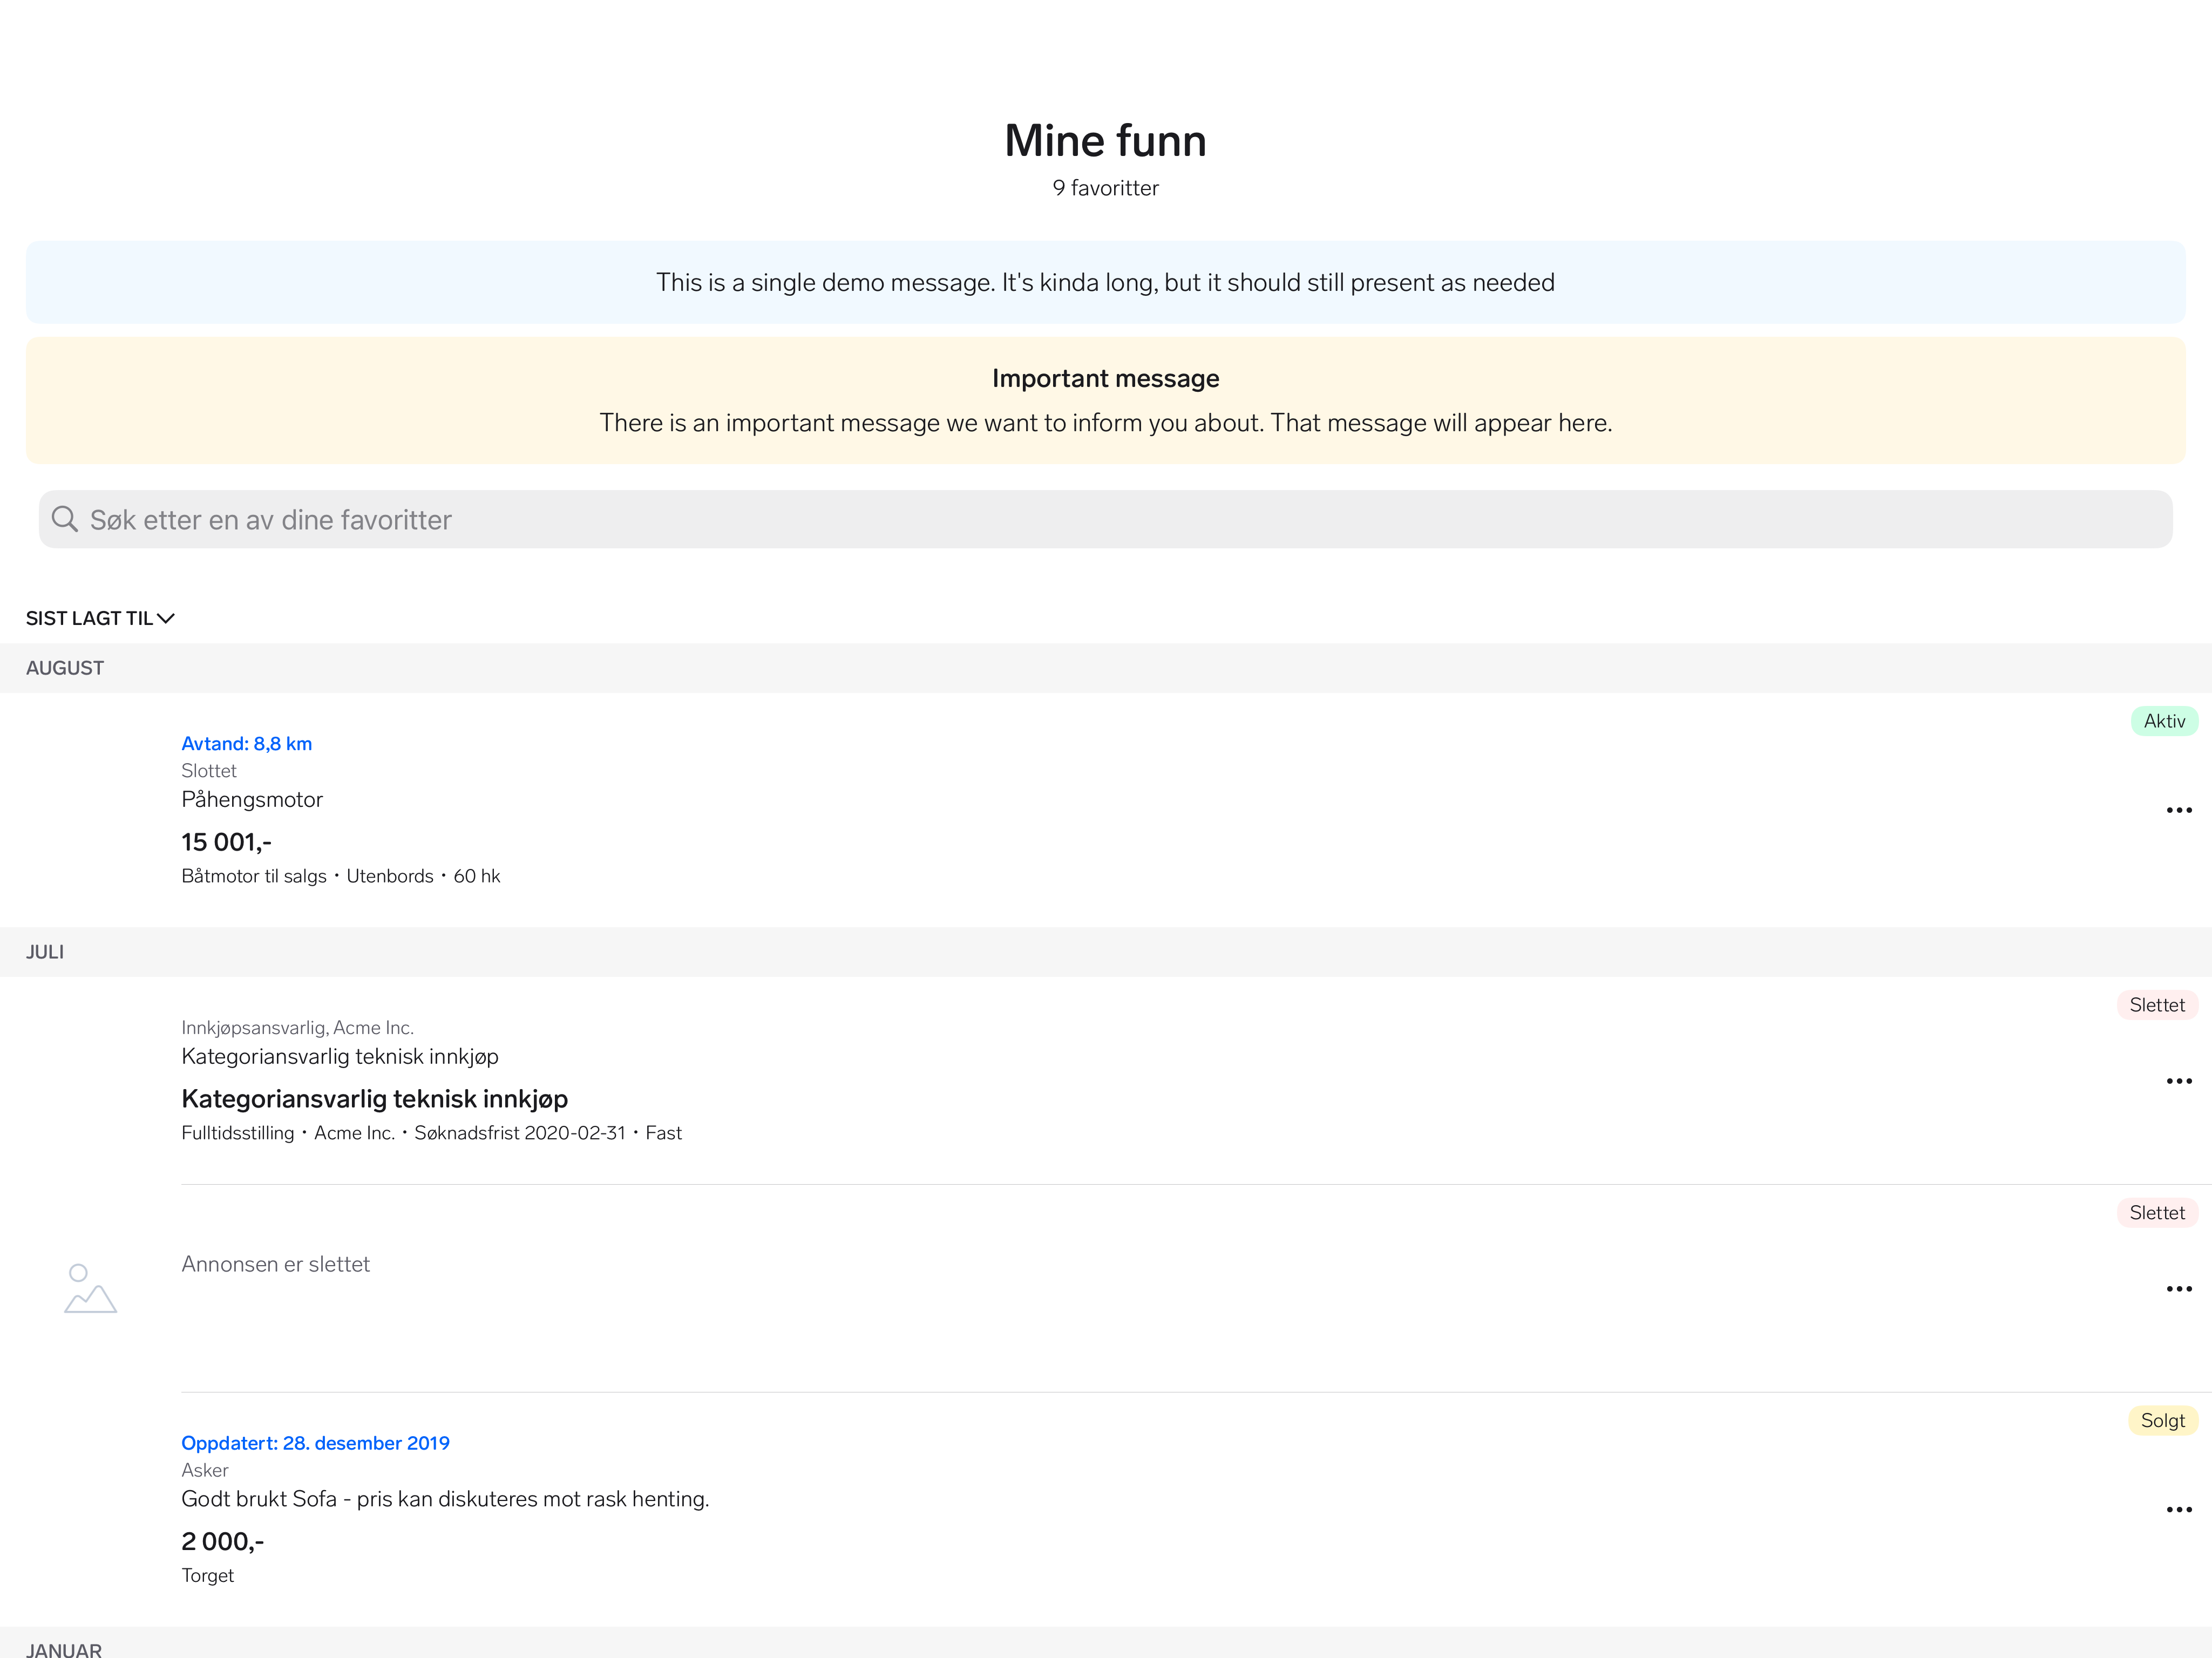 Mine funn
9 favoritter
This is a single demo message. It's kinda long, but it should still present as needed
Important message
There is an important message we want to inform you about. That message will appear here.
Søk etter en av dine favoritter
SIST LAGT TIL
AUGUST
Aktiv
Avtand: 8,8 km
Slottet
Påhengsmotor
15 001,-
Båtmotor til salgs • Utenbords • 60 hk
JULI
Slettet
Innkjøpsansvarlig, Acme Inc.
Kategoriansvarlig teknisk innkjøp
Kategoriansvarlig teknisk innkjøp
Fulltidsstilling • Acme Inc. • Søknadsfrist 2020-02-31 • Fast
Slettet
Annonsen er slettet
Solgt
Oppdatert: 28. desember 2019
Asker
Godt brukt Sofa - pris kan diskuteres mot rask henting.
2 000,-
Torget
JANUAR